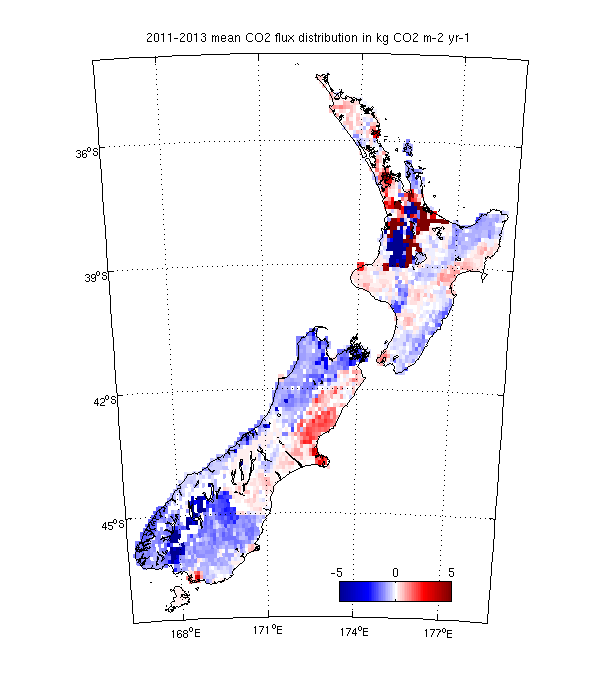 2011-2013 mean CO2 flux distribution in kg CO2 m-2 yr-1
36°S
39°S
42°S
45°S
-5 0 5
168°E 171°E 174°E 177°E